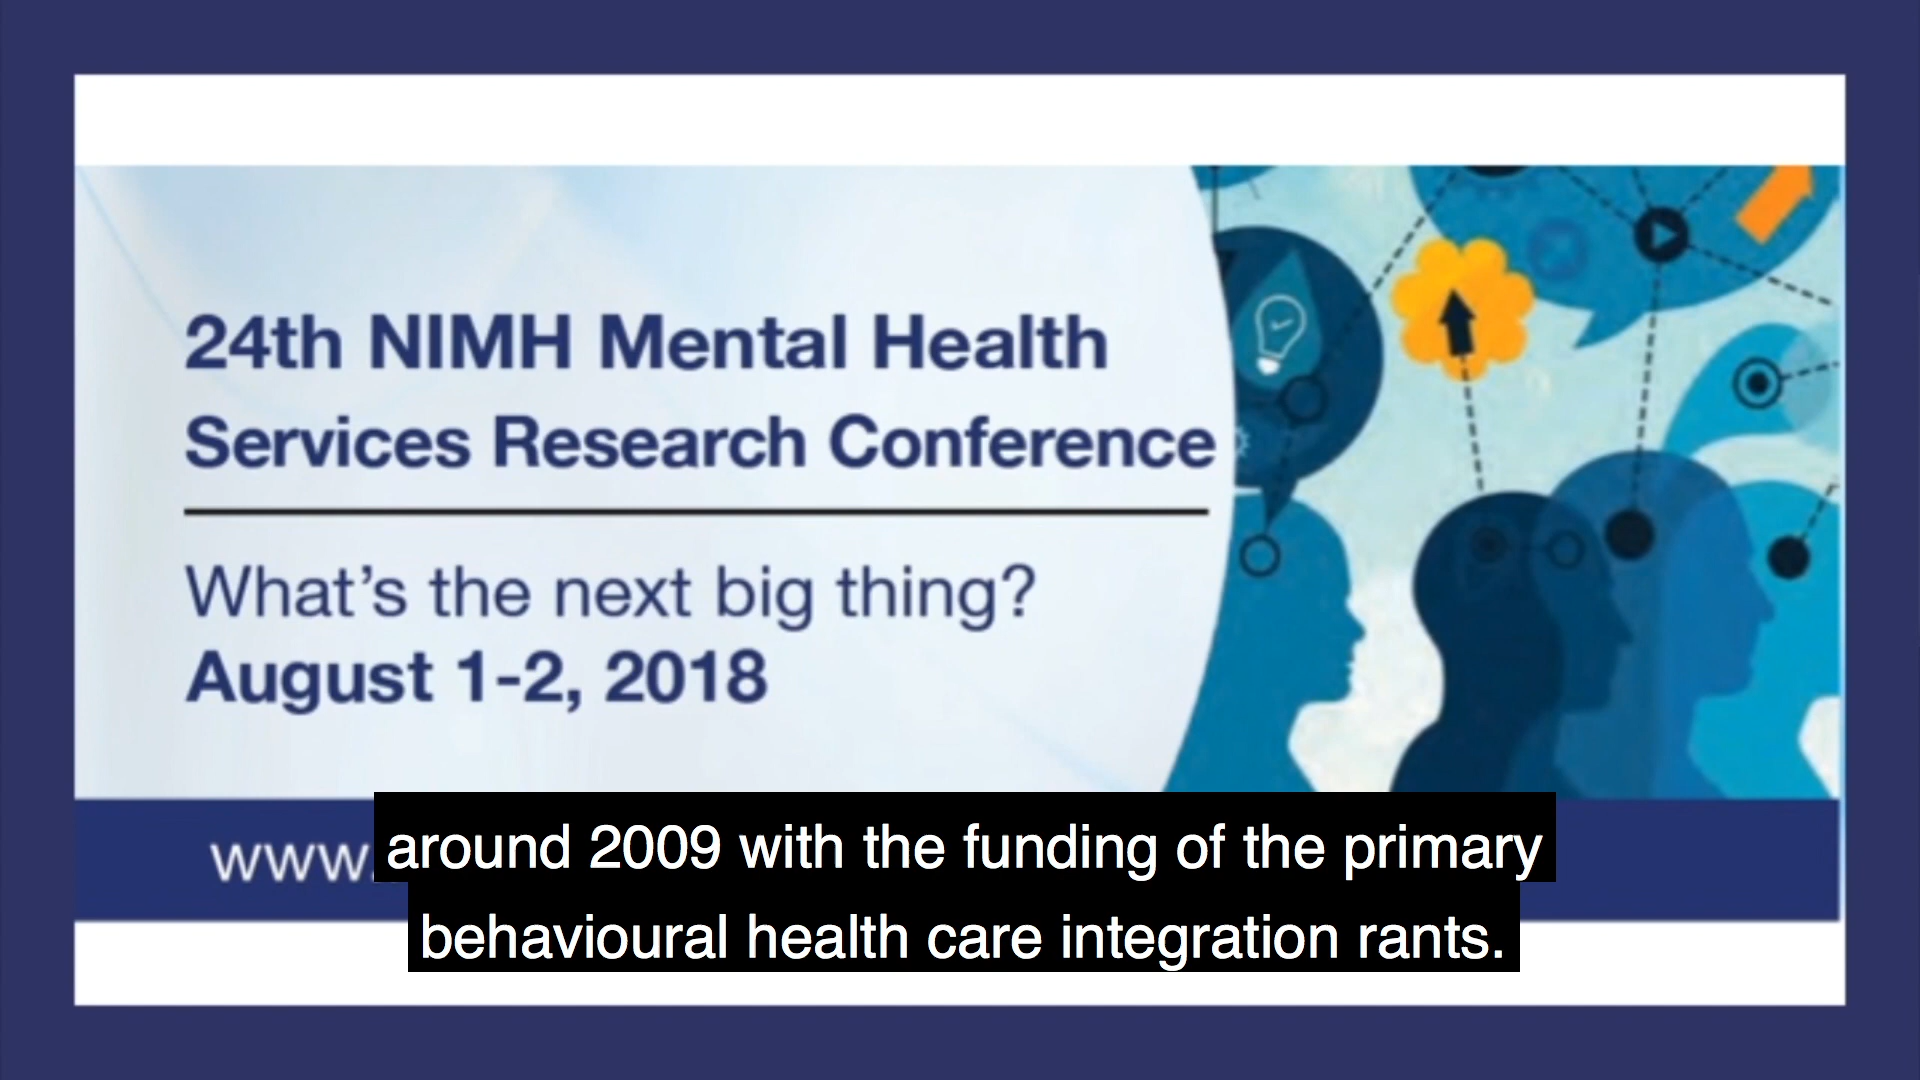 24th NIMH Mental Health
Services Research Conference
What's the next big thing?
August 1-2, 2018
www.
around 2009 with the funding of the primary
behavioural health care integration rants.